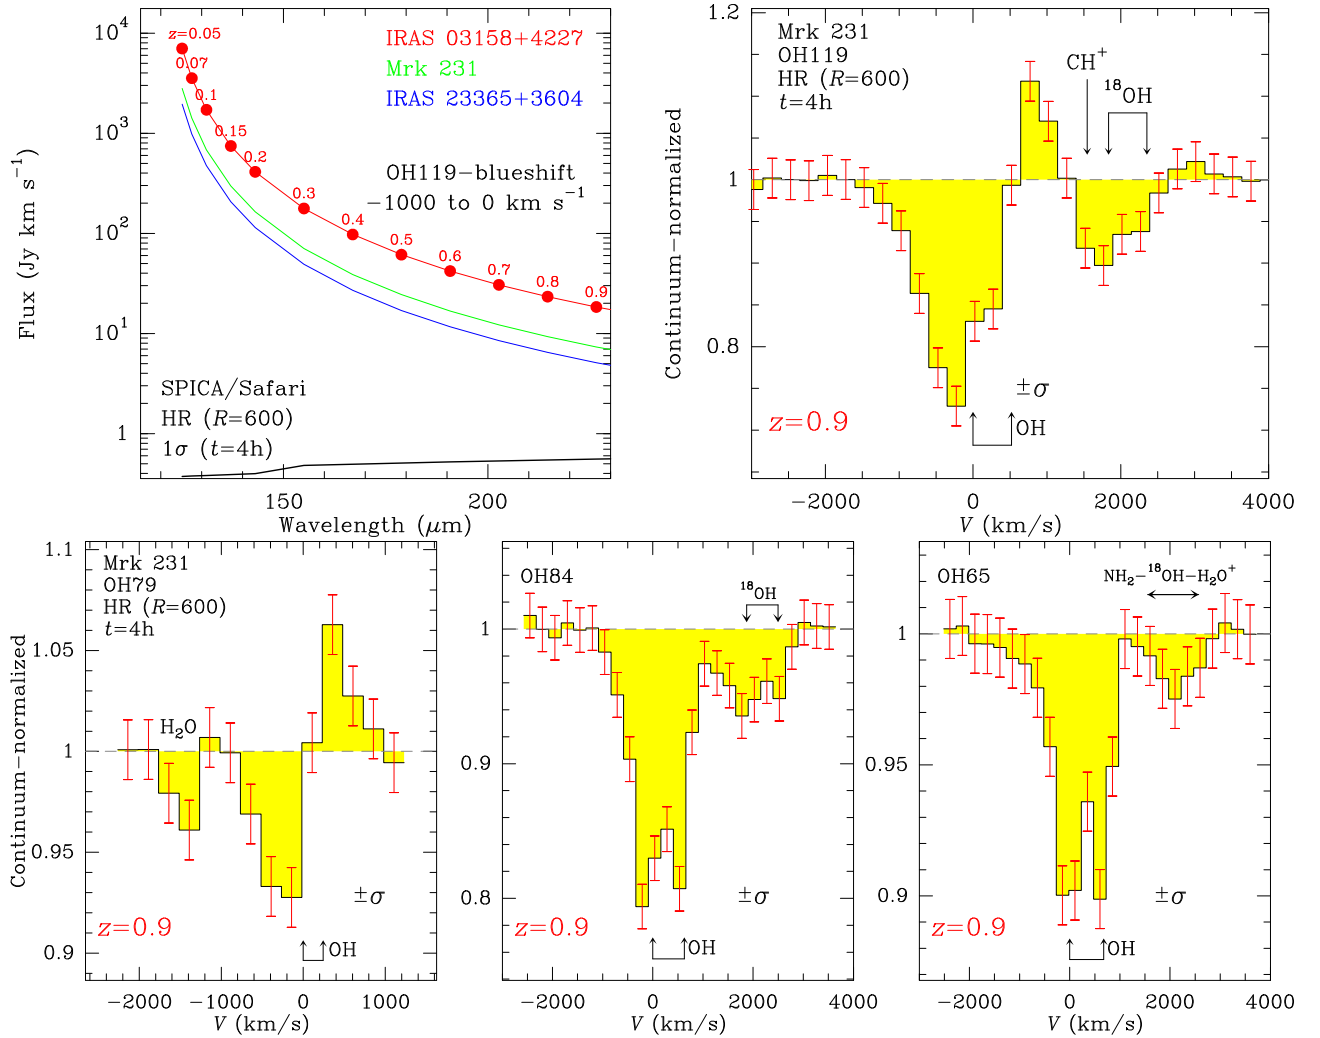 10⁴
10³
10²
10¹
1
Flux (Jy km s⁻¹)
z=0.05
0.07
0.1
0.15
0.2
0.3
0.4
0.5
0.6
0.7
0.8
0.9
IRAS 03158+4227
Mrk 231
IRAS 23365+3604
OH119−blueshift
−1000 to 0 km s⁻¹
SPICA/Safari
HR (R=600)
1σ (t=4h)
150 200
Wavelength (μm)
1.2
1
0.8
Continuum−normalized
Mrk 231
OH119
HR (R=600)
t=4h
CH⁺
¹⁸OH
±σ
OH
z=0.9
−2000 0 2000 4000
V (km/s)
1.1
1.05
1
0.95
0.9
Continuum−normalized
Mrk 231
OH79
HR (R=600)
t=4h
H₂O
±σ
z=0.9
OH
−2000 −1000 0 1000
V (km/s)
1
0.9
0.8
OH84
¹⁸OH
±σ
z=0.9
OH
−2000 0 2000 4000
V (km/s)
1
0.95
0.9
OH65
NH₂−¹⁸OH−H₂O⁺
±σ
z=0.9
OH
−2000 0 2000 4000
V (km/s)